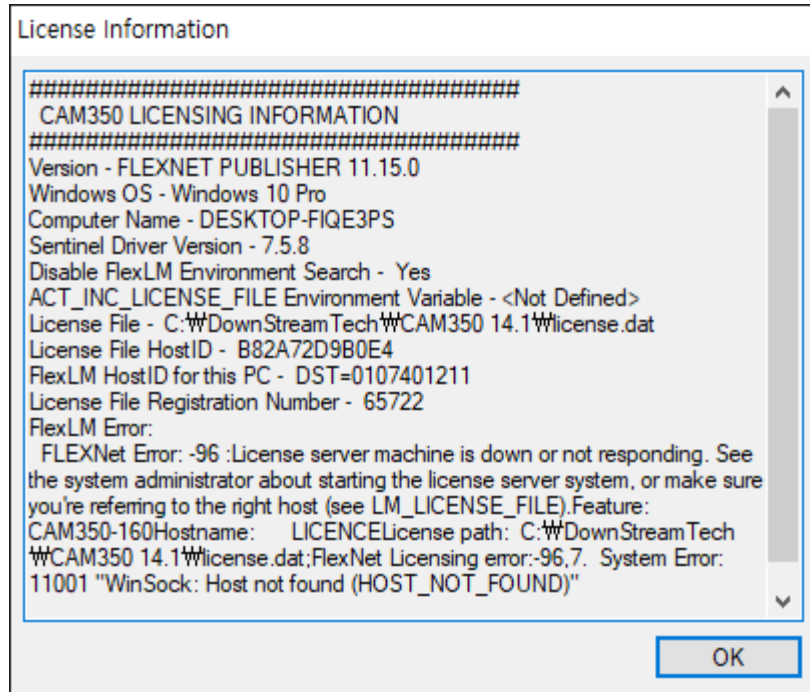 License Information
###################################
CAM350 LICENSING INFORMATION
###################################
Version - FLEXNET PUBLISHER 11.15.0
Windows OS - Windows 10 Pro
Computer Name - DESKTOP-FIQE3PS
Sentinel Driver Version - 7.5.8
Disable FlexLM Environment Search -  Yes
ACT_INC_LICENSE_FILE Environment Variable - <Not Defined>
License File -  C:₩DownStreamTech₩CAM350 14.1₩license.dat
License File HostID -  B82A72D9B0E4
FlexLM HostID for this PC -  DST=0107401211
License File Registration Number -  65722
FlexLM Error:
FLEXNet Error: -96 :License server machine is down or not responding. See
the system administrator about starting the license server system, or make sure
you're referring to the right host (see LM_LICENSE_FILE).Feature:
CAM350-160Hostname:      LICENCELicense path:  C:₩DownStreamTech
₩CAM350 14.1₩license.dat;FlexNet Licensing error:-96,7.  System Error:
11001 "WinSock: Host not found (HOST_NOT_FOUND)"
OK